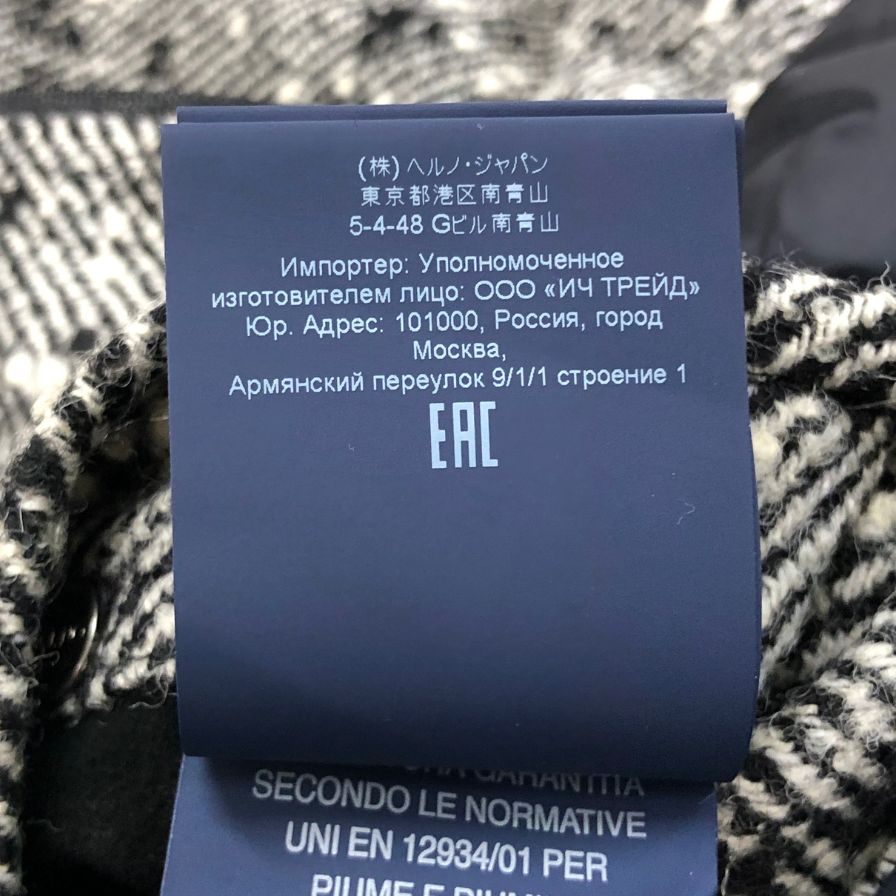 (株)ヘルノ・ジャパン
東京都港区南青山
5-4-48 Gビル南青山
Импортер: Уполномоченное
изготовителем лицо: ООО «ИЧ ТРЕЙД»
Юр. Адрес: 101000, Россия, город
Москва,
Армянский переулок 9/1/1 строение 1
EAC
GARANTITA
SECONDO LE NORMATIVE
UNI EN 12934/01 PER
PIUME E